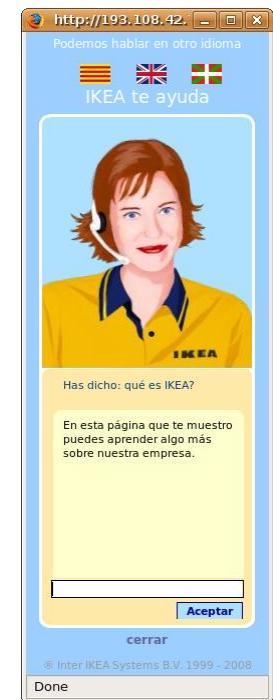 http://193.108.42.
Podemos hablar en otro idioma
IKEA te ayuda
IKEA
Has dicho: qué es IKEA?
En esta página que te muestro
puedes aprender algo más
sobre nuestra empresa.
Aceptar
cerrar
® Inter IKEA Systems B.V. 1999 - 2008
Done